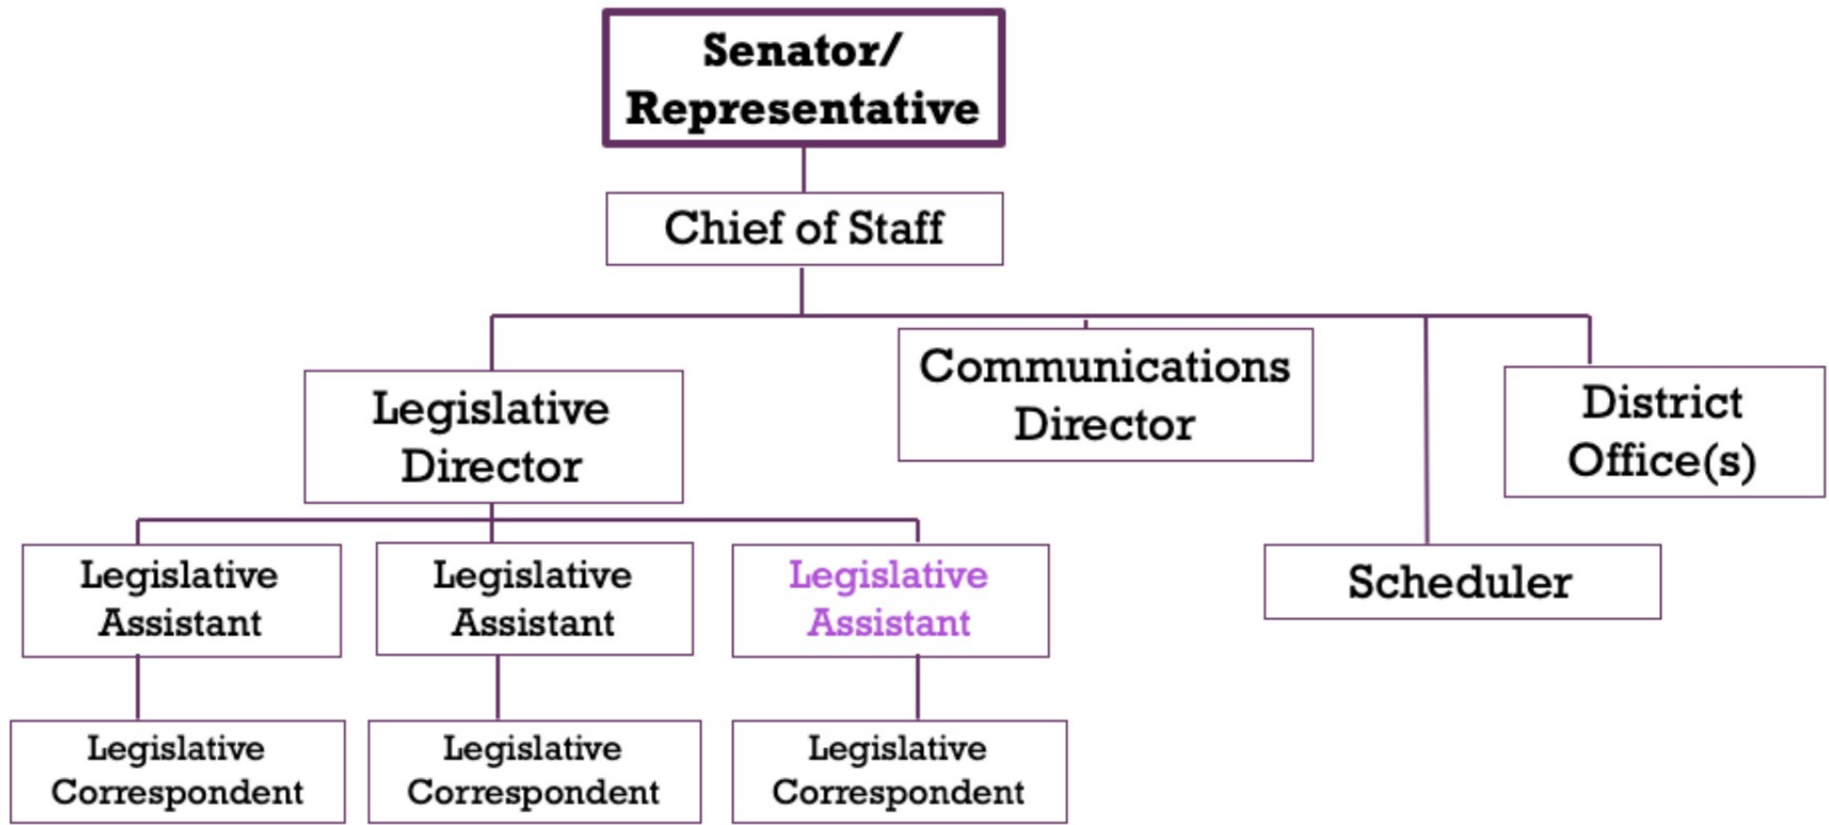 Senator/
Representative
Chief of Staff
Legislative
Director
Communications
Director
District
Office(s)
Legislative
Assistant
Legislative
Assistant
Legislative
Assistant
Scheduler
Legislative
Correspondent
Legislative
Correspondent
Legislative
Correspondent